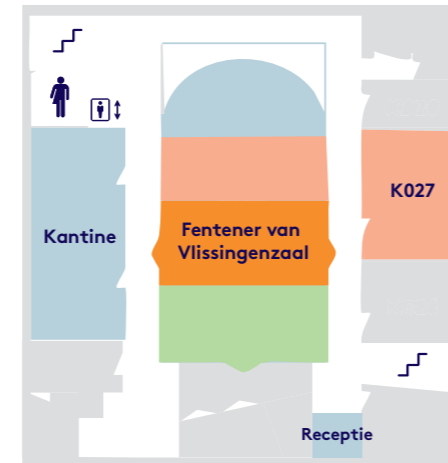 K027
Kantine
Fentener van
Vlissingenzaal
Receptie